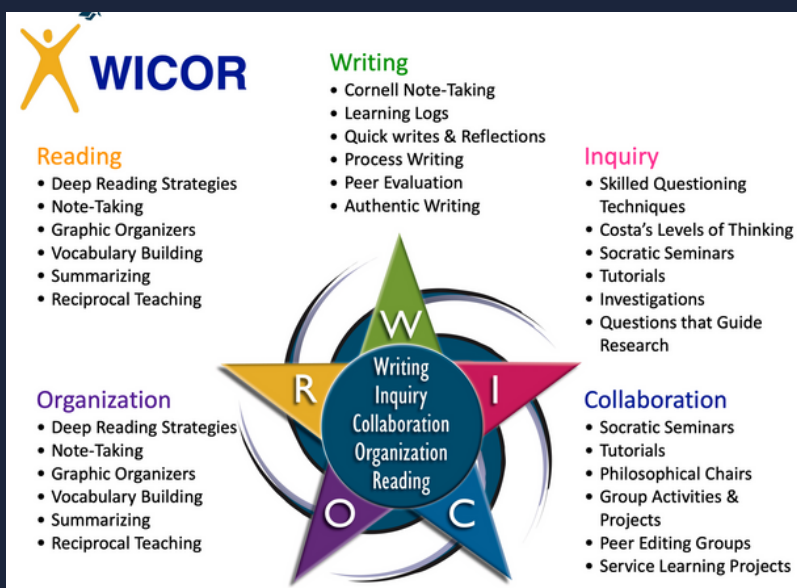 WICOR
Writing
• Cornell Note-Taking
• Learning Logs
• Quick writes & Reflections
• Process Writing
• Peer Evaluation
• Authentic Writing
Reading
• Deep Reading Strategies
• Note-Taking
• Graphic Organizers
• Vocabulary Building
• Summarizing
• Reciprocal Teaching
Inquiry
• Skilled Questioning
Techniques
• Costa's Levels of Thinking
• Socratic Seminars
• Tutorials
• Investigations
• Questions that Guide
Research
W
R
I
O
C
Writing
Inquiry
Collaboration
Organization
Reading
Organization
• Deep Reading Strategies
• Note-Taking
• Graphic Organizers
• Vocabulary Building
• Summarizing
• Reciprocal Teaching
Collaboration
• Socratic Seminars
• Tutorials
• Philosophical Chairs
• Group Activities &
Projects
• Peer Editing Groups
• Service Learning Projects